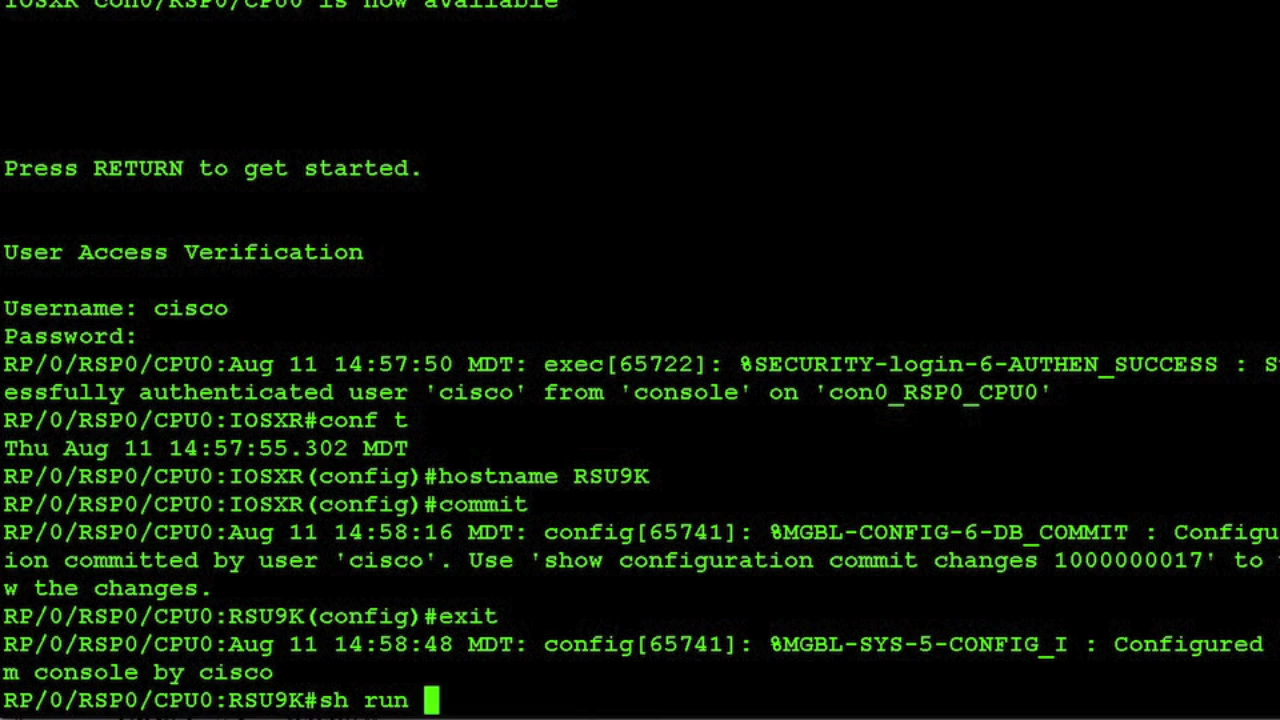 IOSXR con0/RSP0/CPU0 is now available
Press RETURN to get started.
User Access Verification
Username: cisco
Password:
RP/0/RSP0/CPU0:Aug 11 14:57:50 MDT: exec[65722]: %SECURITY-login-6-AUTHEN_SUCCESS : S
essfully authenticated user 'cisco' from 'console' on 'con0_RSP0_CPU0'
RP/0/RSP0/CPU0:IOSXR#conf t
Thu Aug 11 14:57:55.302 MDT
RP/0/RSP0/CPU0:IOSXR(config)#hostname RSU9K
RP/0/RSP0/CPU0:IOSXR(config)#commit
RP/0/RSP0/CPU0:Aug 11 14:58:16 MDT: config[65741]: %MGBL-CONFIG-6-DB_COMMIT : Configu
ion committed by user 'cisco'. Use 'show configuration commit changes 1000000017' to
w the changes.
RP/0/RSP0/CPU0:RSU9K(config)#exit
RP/0/RSP0/CPU0:Aug 11 14:58:48 MDT: config[65741]: %MGBL-SYS-5-CONFIG_I : Configured
m console by cisco
RP/0/RSP0/CPU0:RSU9K#sh run